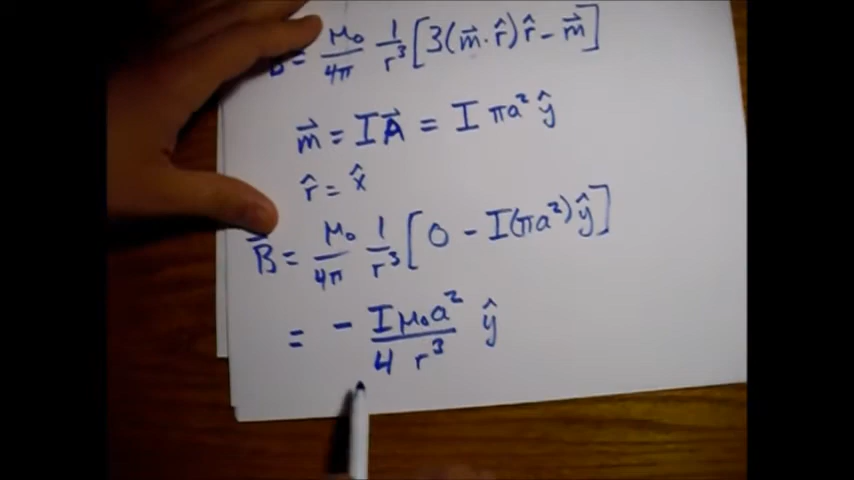 B = μ₀/4π 1/r³ [3(m⃗·r̂)r̂ - m⃗]
m⃗ = IA⃗ = I πa² ŷ
r̂ = x̂
B⃗ = μ₀/4π 1/r³ [0 - I(πa²)ŷ]
= - Iμ₀a²/4 r³ ŷ